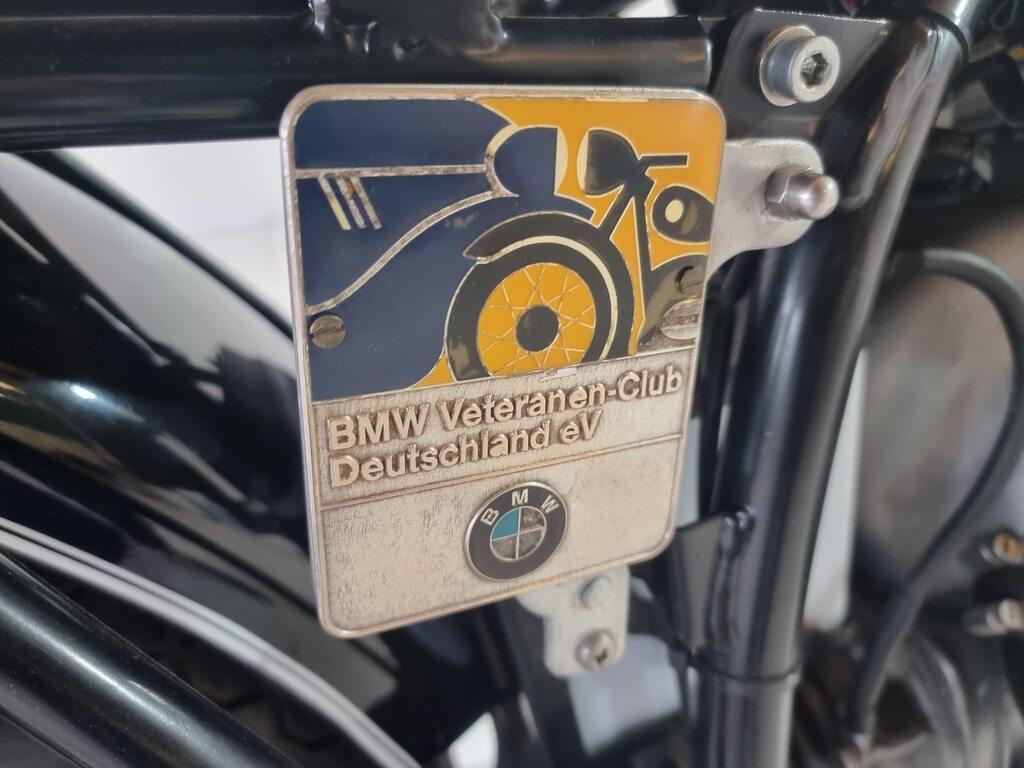 BMW Veteranen-Club
Deutschland eV
BMW